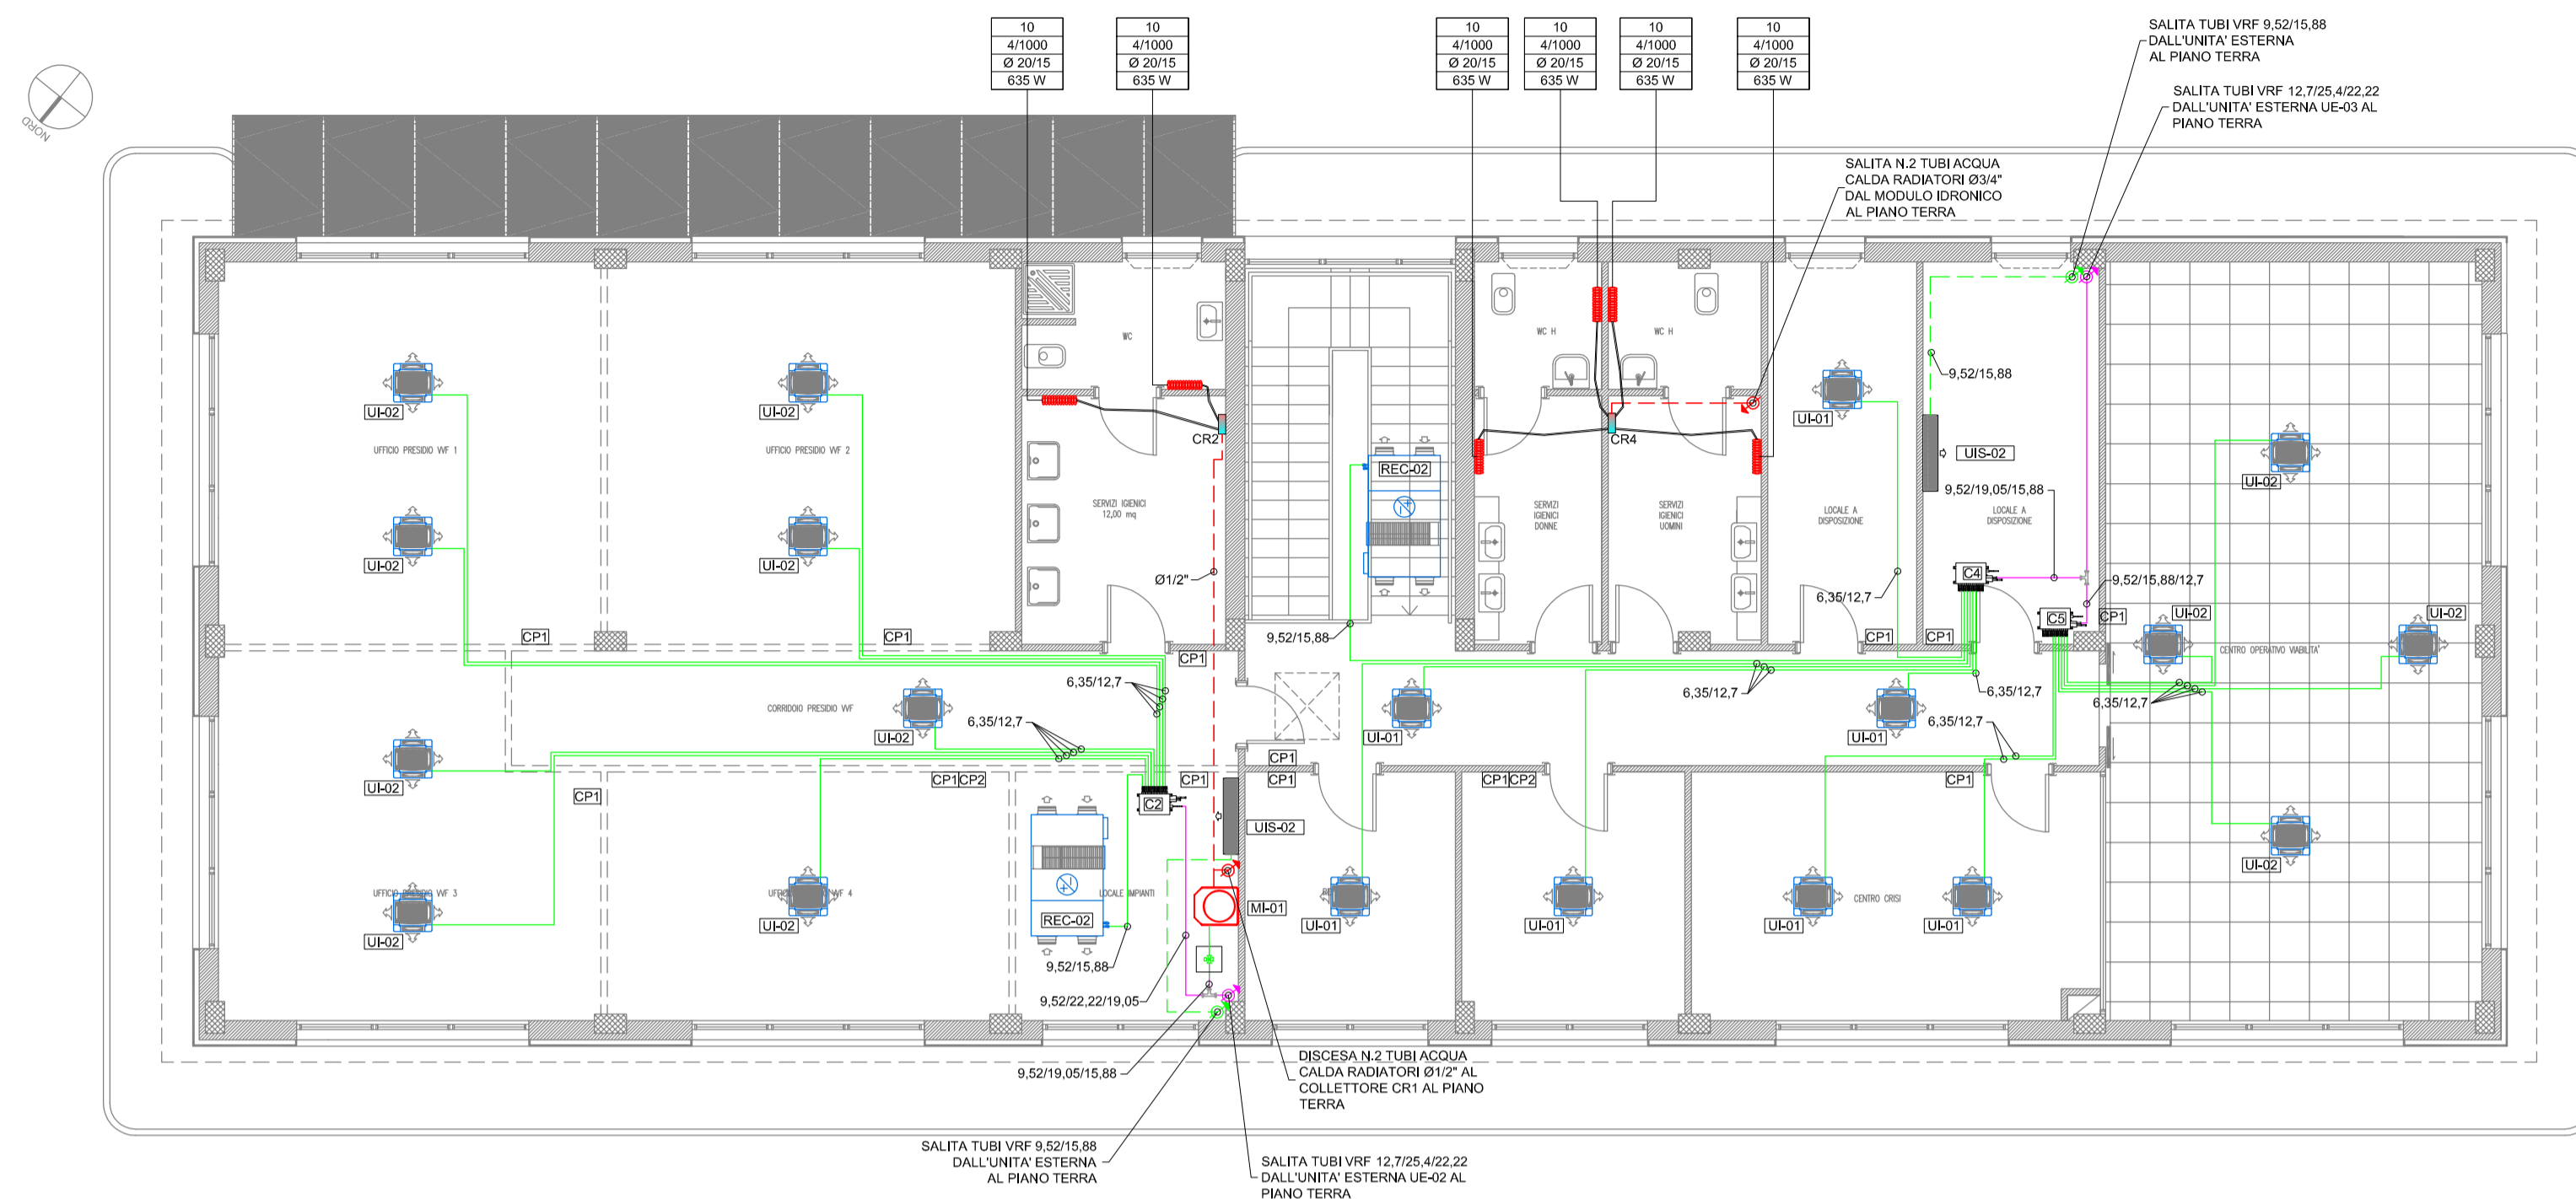 10
4/1000
Ø 20/15
635 W
10
4/1000
Ø 20/15
635 W
10
4/1000
Ø 20/15
635 W
10
4/1000
Ø 20/15
635 W
10
4/1000
Ø 20/15
635 W
10
4/1000
Ø 20/15
635 W
SALITA TUBI VRF 9,52/15,88
DALL'UNITA' ESTERNA
AL PIANO TERRA
SALITA TUBI VRF 12,7/25,4/22,22
DALL'UNITA' ESTERNA UE-03 AL
PIANO TERRA
NORD
SALITA N.2 TUBI ACQUA
CALDA RADIATORI Ø3/4"
DAL MODULO IDRONICO
AL PIANO TERRA
WC
WC H
WC H
9,52/15,88
UI-02
UI-02
UI-01
CR2
CR4
UFFICIO PRESIDIO VVF 1
UFFICIO PRESIDIO VVF 2
REC-02
UIS-02
UI-02
9,52/19,05/15,88
SERVIZI IGIENICI
12,00 mq
SERVIZI
IGIENICI
DONNE
SERVIZI
IGIENICI
UOMINI
LOCALE A
DISPOSIZIONE
LOCALE A
DISPOSIZIONE
UI-02
UI-02
Ø1/2"
C4
9,52/15,88/12,7
6,35/12,7
UI-02
UI-02
C5
CP1
CP1
CP1
9,52/15,88
CP1
CP1
CENTRO OPERATIVO VIABILITA'
CP1
6,35/12,7
6,35/12,7
6,35/12,7
6,35/12,7
CORRIDOIO PRESIDIO VVF
6,35/12,7
6,35/12,7
UI-02
UI-01
UI-01
CP1
UI-02
CP1
CP1
CP2
CP1
CP1
CP1
CP2
CP1
C2
UIS-02
UI-02
UFFICIO PRESIDIO VVF 3
LOCALE IMPIANTI
CENTRO CRISI
MI-01
REC-02
UI-02
UI-02
UI-01
UI-01
UI-01
UI-01
9,52/15,88
9,52/22,22/19,05
9,52/19,05/15,88
DISCESA N.2 TUBI ACQUA
CALDA RADIATORI Ø1/2" AL
COLLETTORE CR1 AL PIANO
TERRA
SALITA TUBI VRF 9,52/15,88
DALL'UNITA' ESTERNA
AL PIANO TERRA
SALITA TUBI VRF 12,7/25,4/22,22
DALL'UNITA' ESTERNA UE-02 AL
PIANO TERRA